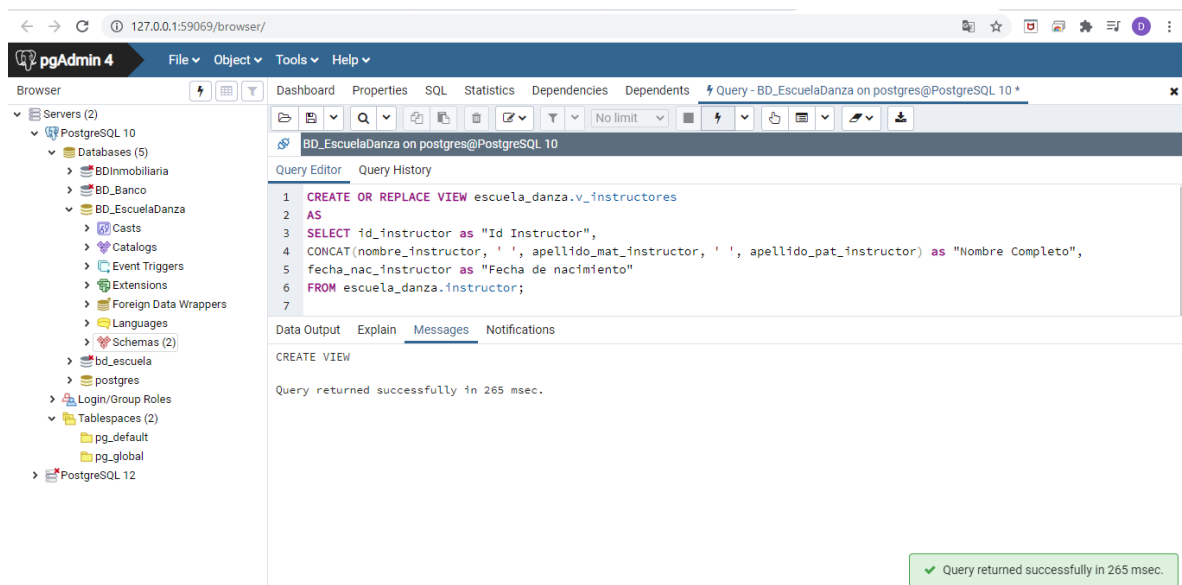 127.0.0.1:59069/browser/
D
pgAdmin 4 File Object Tools Help
Browser
Dashboard Properties SQL Statistics Dependencies Dependents Query - BD_EscuelaDanza on postgres@PostgreSQL 10 *
No limit
BD_EscuelaDanza on postgres@PostgreSQL 10
Query Editor Query History
Servers (2)
PostgreSQL 10
Databases (5)
BDInmobiliaria
BD_Banco
BD_EscuelaDanza
Casts
Catalogs
Event Triggers
Extensions
Foreign Data Wrappers
Languages
Schemas (2)
bd_escuela
postgres
Login/Group Roles
Tablespaces (2)
pg_default
pg_global
PostgreSQL 12
1 CREATE OR REPLACE VIEW escuela_danza.v_instructores
2 AS
3 SELECT id_instructor as "Id Instructor",
4 CONCAT(nombre_instructor, ' ', apellido_mat_instructor, ' ', apellido_pat_instructor) as "Nombre Completo",
5 fecha_nac_instructor as "Fecha de nacimiento"
6 FROM escuela_danza.instructor;
7
Data Output Explain Messages Notifications
CREATE VIEW
Query returned successfully in 265 msec.
Query returned successfully in 265 msec.